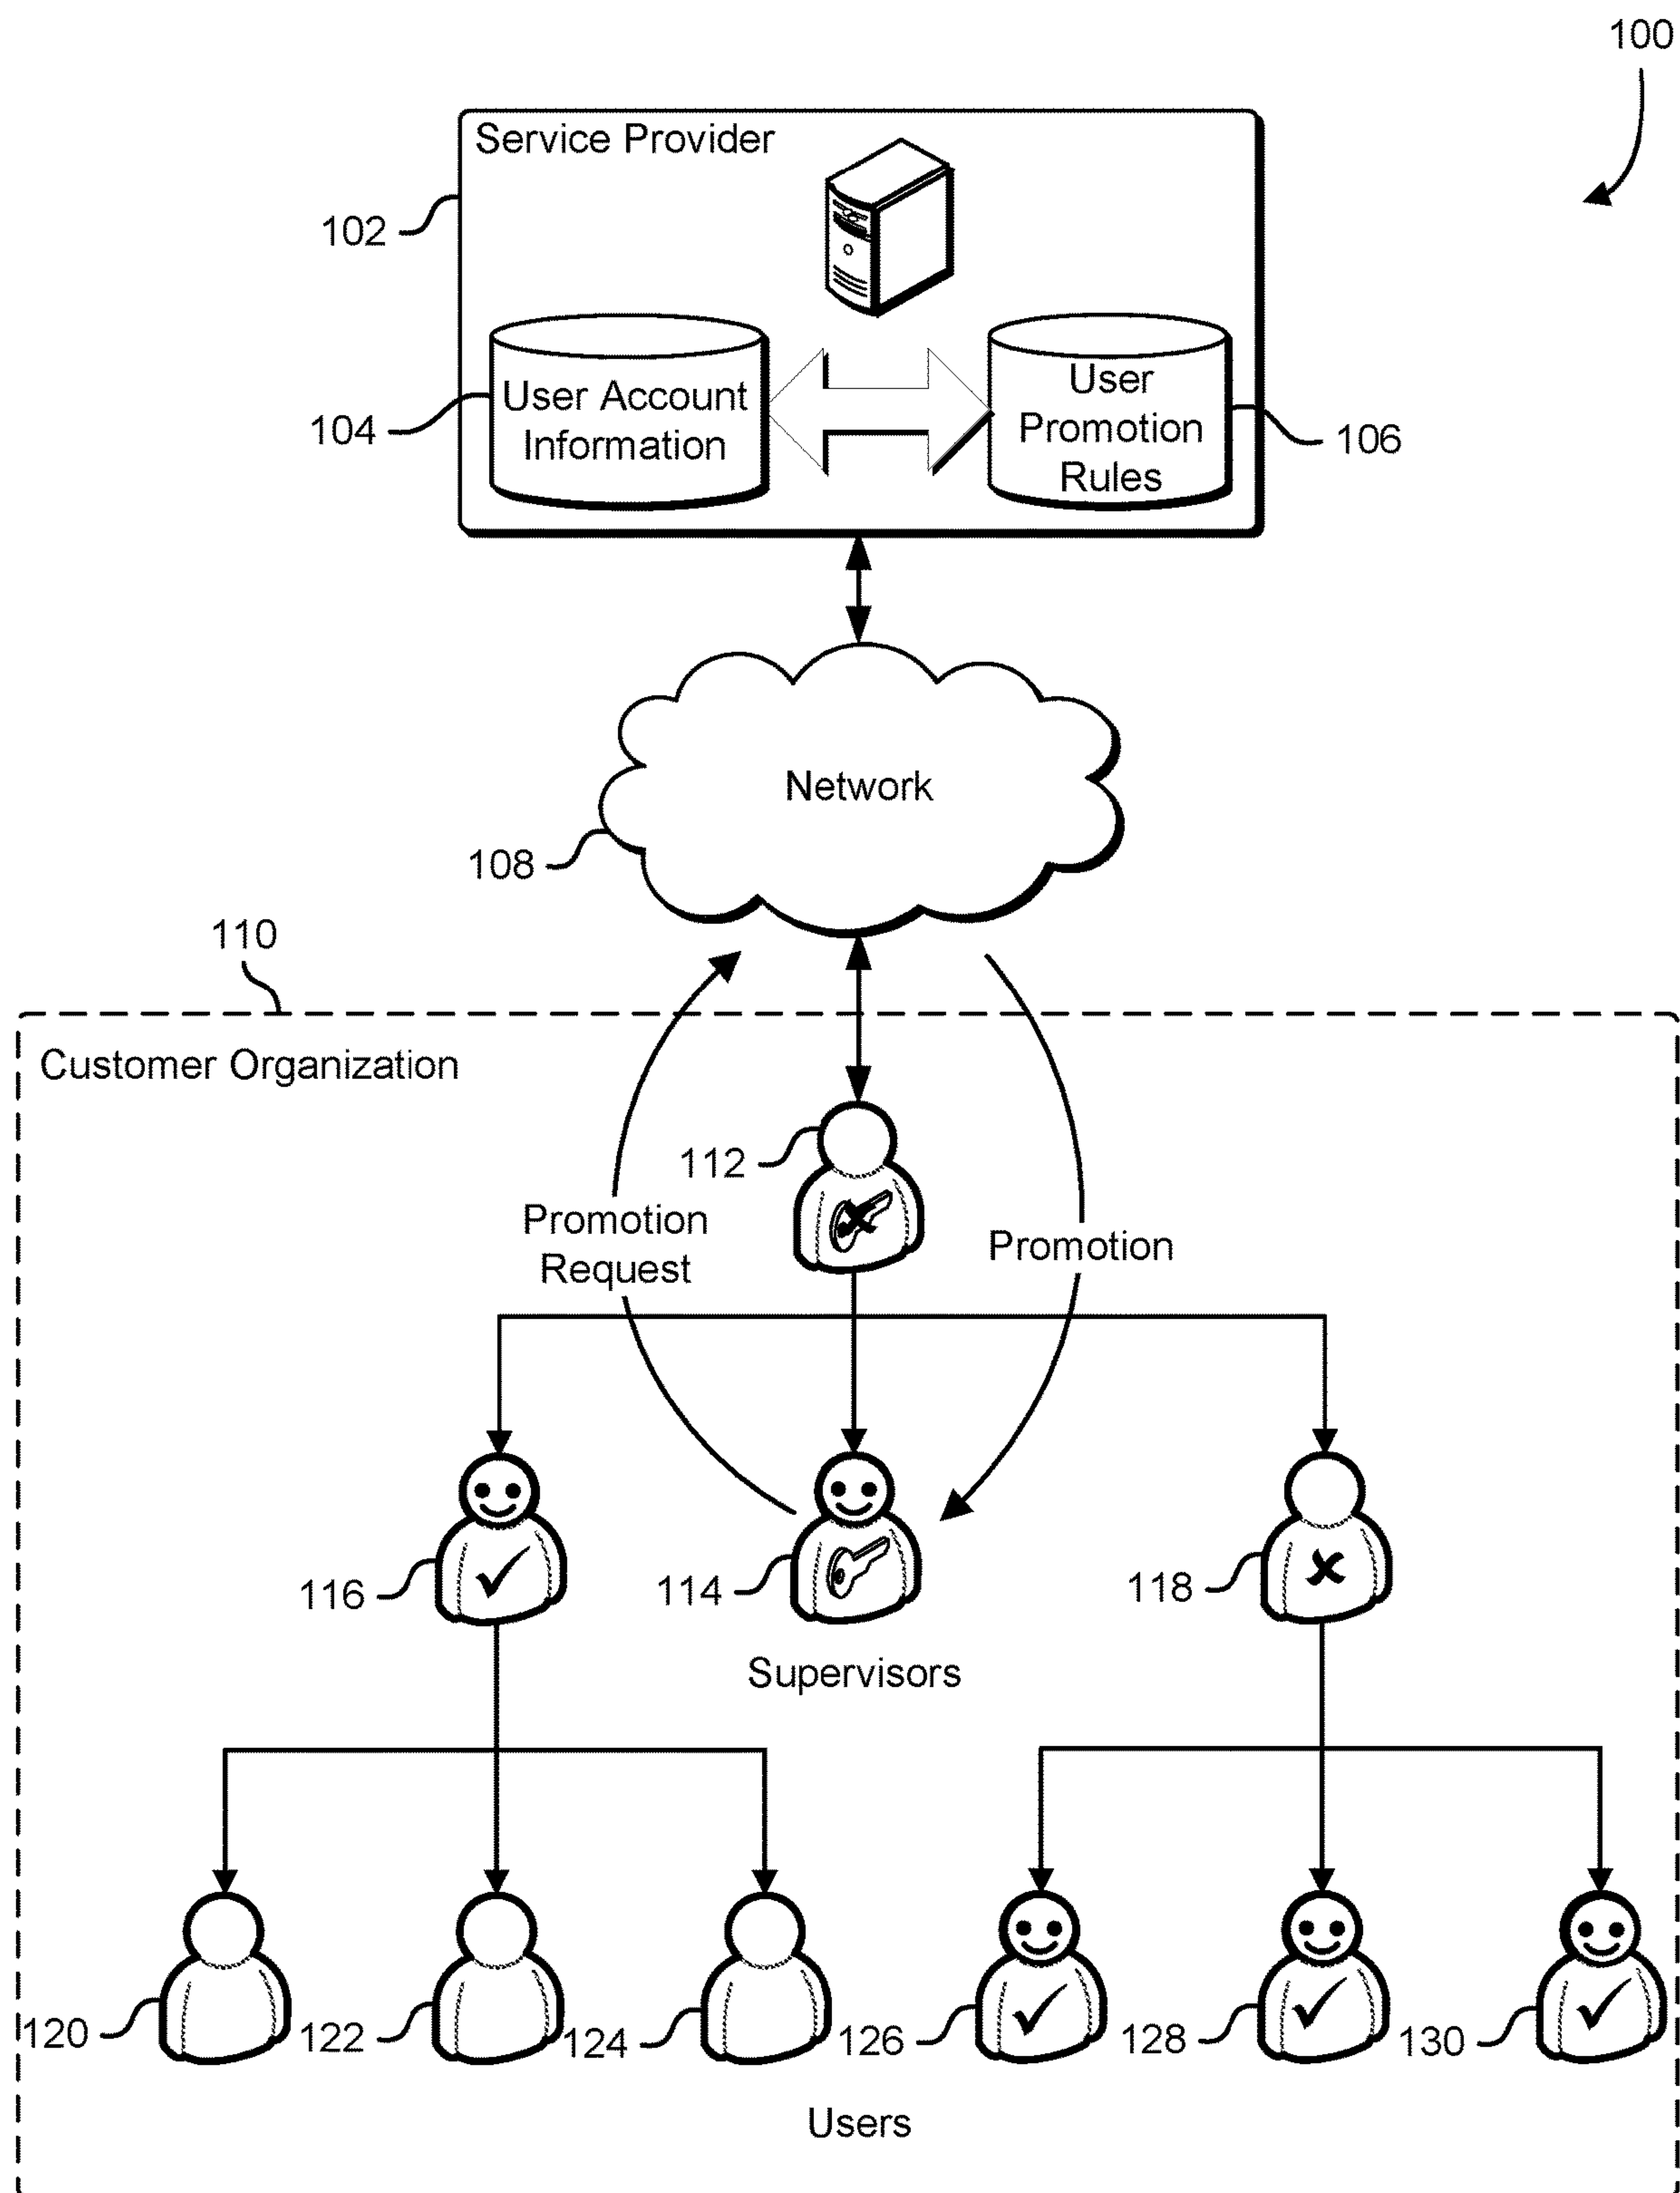 100
Service Provider
102
User Account
Information
104
User
Promotion
Rules
106
Network
108
110
Customer Organization
112
Promotion
Request
Promotion
116
114
118
Supervisors
120
122
124
126
128
130
Users